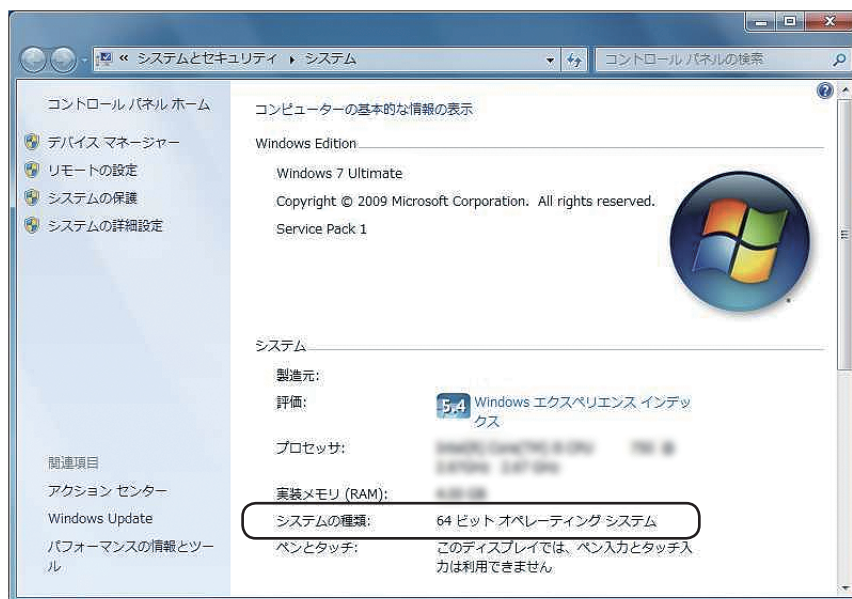 « システムとセキュリティ ▸ システム
コントロール パネルの検索
コントロール パネル ホーム
デバイス マネージャー
リモートの設定
システムの保護
システムの詳細設定
関連項目
アクション センター
Windows Update
パフォーマンスの情報とツー
ル
コンピューターの基本的な情報の表示
Windows Edition
Windows 7 Ultimate
Copyright © 2009 Microsoft Corporation. All rights reserved.
Service Pack 1
システム
製造元:
評価: 5.4 Windows エクスペリエンス インデッ
クス
プロセッサ:
実装メモリ (RAM):
システムの種類: 64 ビット オペレーティング システム
ペンとタッチ: このディスプレイでは、ペン入力とタッチ入
力は利用できません